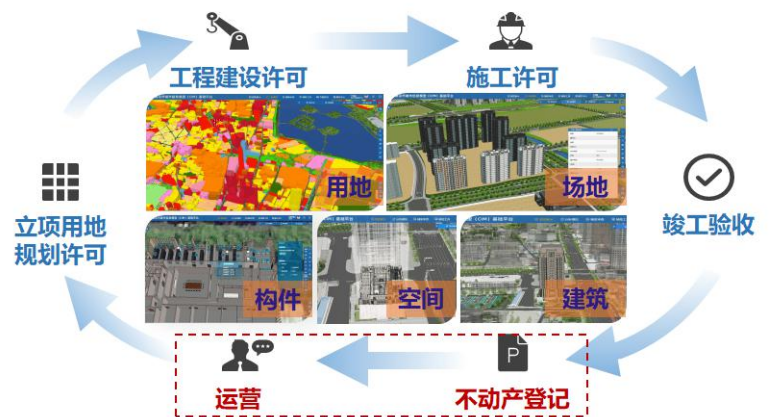 工程建设许可
施工许可
用地
场地
立项用地
规划许可
竣工验收
构件
空间
建筑
P
运营
不动产登记